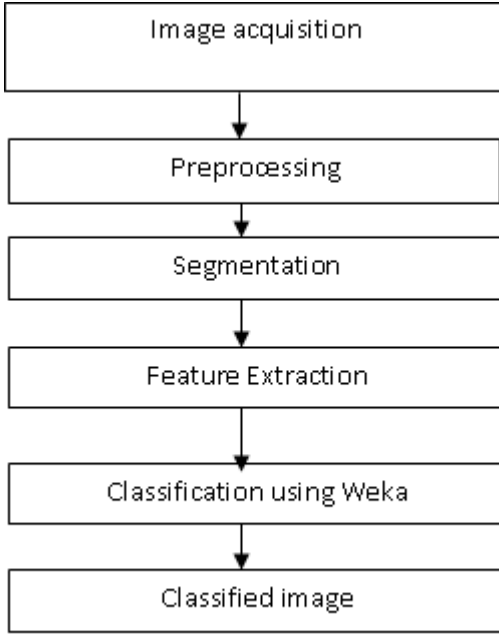 Image acquisition
Preprocessing
Segmentation
Feature Extraction
Classification using Weka
Classified image